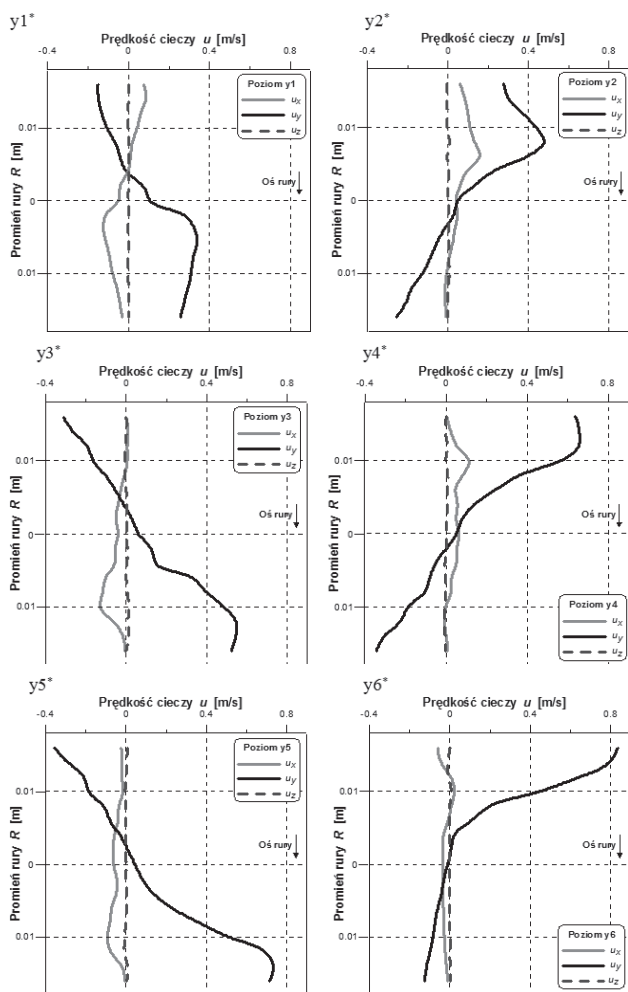 y1*
Prędkość cieczy u [m/s]
-0.4 0 0.4 0.8
Promień rury R [m]
0.01
0
0.01
Poziom y1
ux
uy
uz
Oś rury
y2*
Prędkość cieczy u [m/s]
-0.4 0 0.4 0.8
Promień rury R [m]
0.01
0
0.01
Poziom y2
ux
uy
uz
Oś rury
y3*
Prędkość cieczy u [m/s]
-0.4 0 0.4 0.8
Promień rury R [m]
0.01
0
0.01
Poziom y3
ux
uy
uz
Oś rury
y4*
Prędkość cieczy u [m/s]
-0.4 0 0.4 0.8
Promień rury R [m]
0.01
0
0.01
Oś rury
Poziom y4
ux
uy
uz
y5*
Prędkość cieczy u [m/s]
-0.4 0 0.4 0.8
Promień rury R [m]
0.01
0
0.01
Poziom y5
ux
uy
uz
Oś rury
y6*
Prędkość cieczy u [m/s]
-0.4 0 0.4 0.8
Promień rury R [m]
0.01
0
0.01
Oś rury
Poziom y6
ux
uy
uz